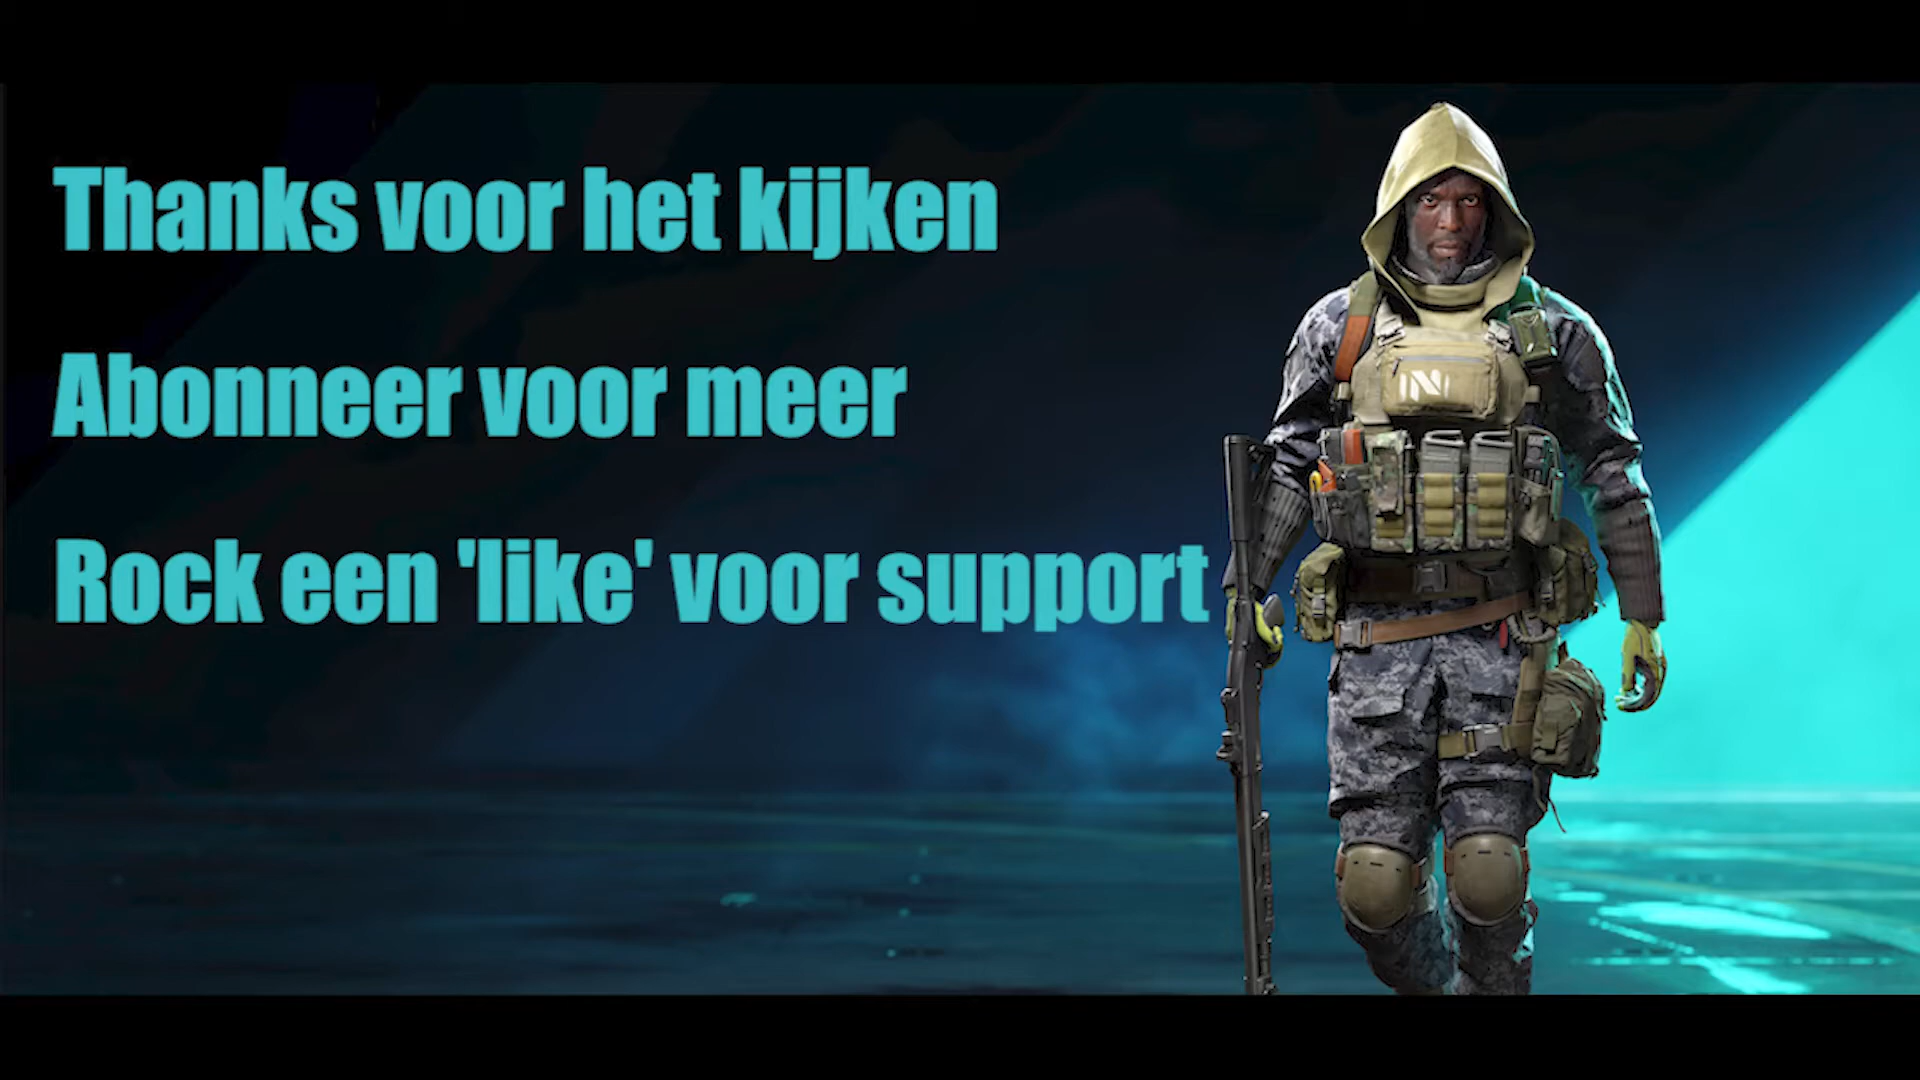 Thanks voor het kijken
Abonneer voor meer
Rock een 'like' voor support